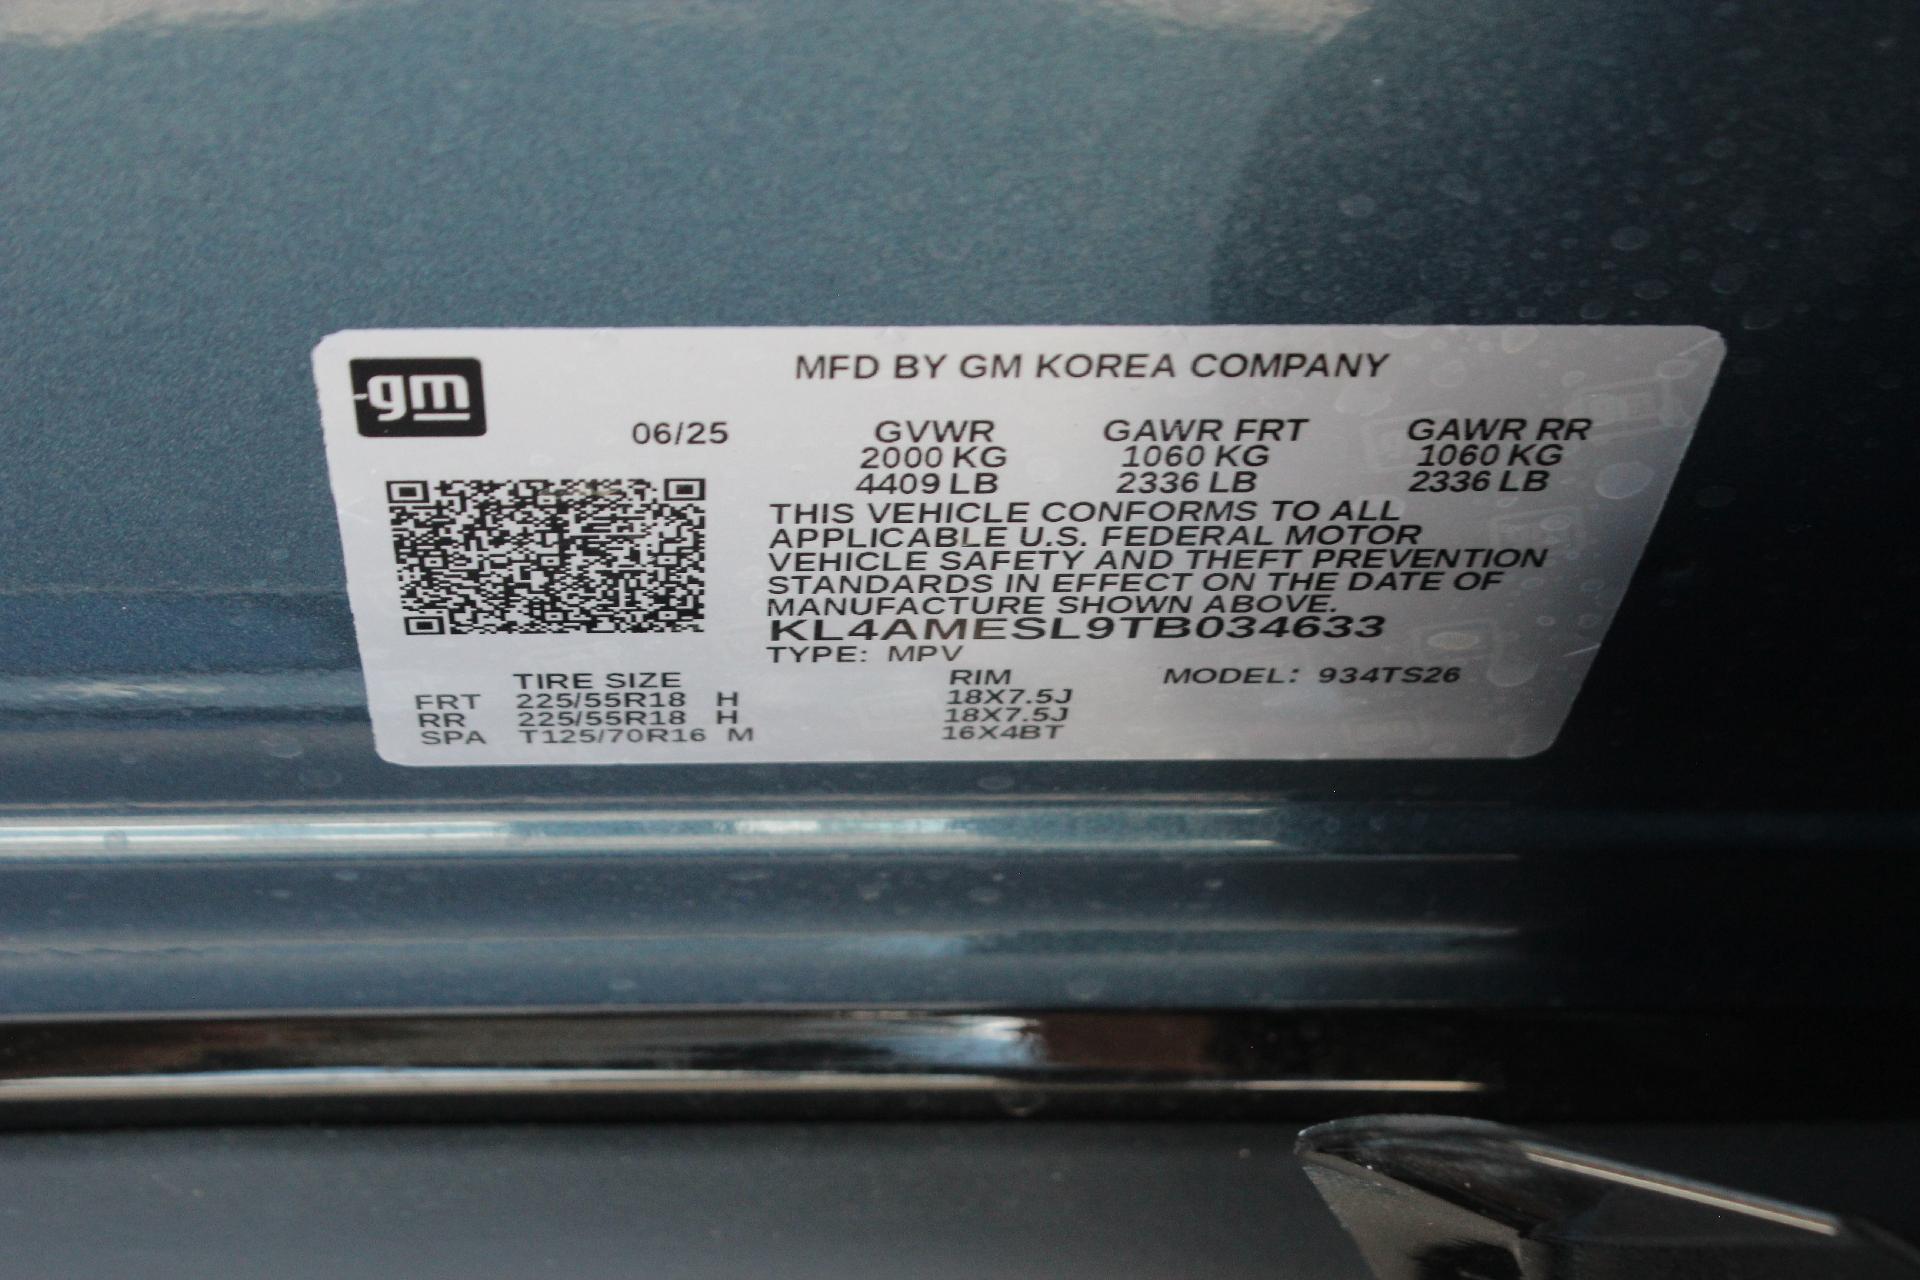 gm
MFD BY GM KOREA COMPANY
06/25 GVWR GAWR FRT GAWR RR
2000 KG 1060 KG 1060 KG
4409 LB 2336 LB 2336 LB
THIS VEHICLE CONFORMS TO ALL
APPLICABLE U.S. FEDERAL MOTOR
VEHICLE SAFETY AND THEFT PREVENTION
STANDARDS IN EFFECT ON THE DATE OF
MANUFACTURE SHOWN ABOVE.
KL4AMESL9TB034633
TYPE: MPV
TIRE SIZE RIM MODEL: 934TS26
FRT 225/55R18 H 18X7.5J
RR 225/55R18 H 18X7.5J
SPA T125/70R16 M 16X4BT